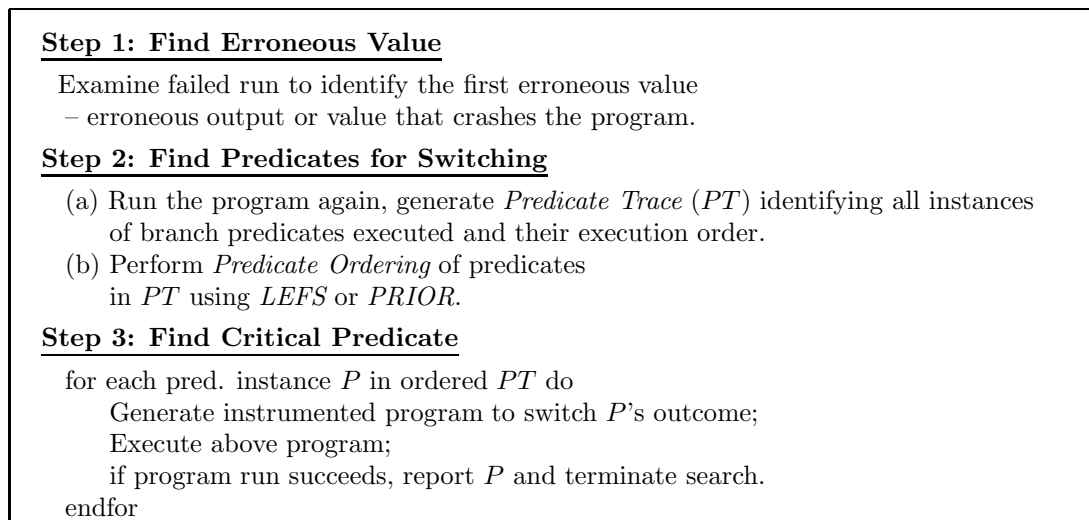 Step 1: Find Erroneous Value
Examine failed run to identify the first erroneous value
– erroneous output or value that crashes the program.
Step 2: Find Predicates for Switching
(a) Run the program again, generate Predicate Trace (PT) identifying all instances
of branch predicates executed and their execution order.
(b) Perform Predicate Ordering of predicates
in PT using LEFS or PRIOR.
Step 3: Find Critical Predicate
for each pred. instance P in ordered PT do
Generate instrumented program to switch P's outcome;
Execute above program;
if program run succeeds, report P and terminate search.
endfor